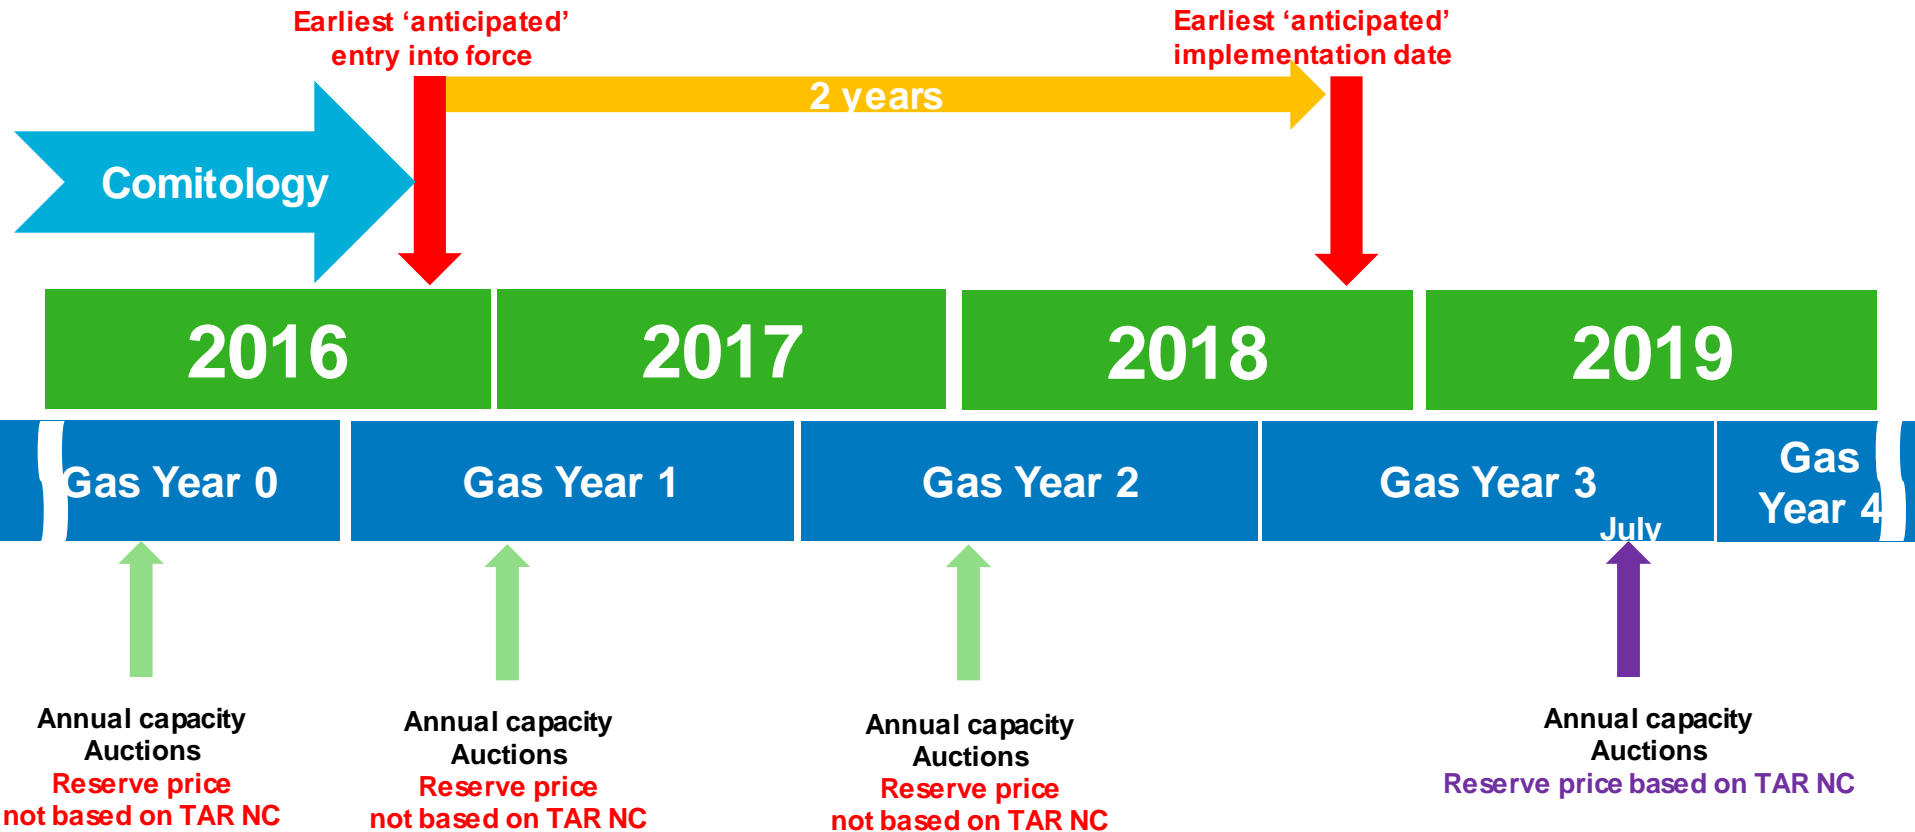 Earliest ‘anticipated’
entry into force
Earliest ‘anticipated’
implementation date
2 years
Comitology
2016
2017
2018
2019
Gas Year 0
Gas Year 1
Gas Year 2
Gas Year 3
Gas
Year 4
July
Annual capacity
Auctions
Reserve price
not based on TAR NC
Annual capacity
Auctions
Reserve price
not based on TAR NC
Annual capacity
Auctions
Reserve price
not based on TAR NC
Annual capacity
Auctions
Reserve price based on TAR NC